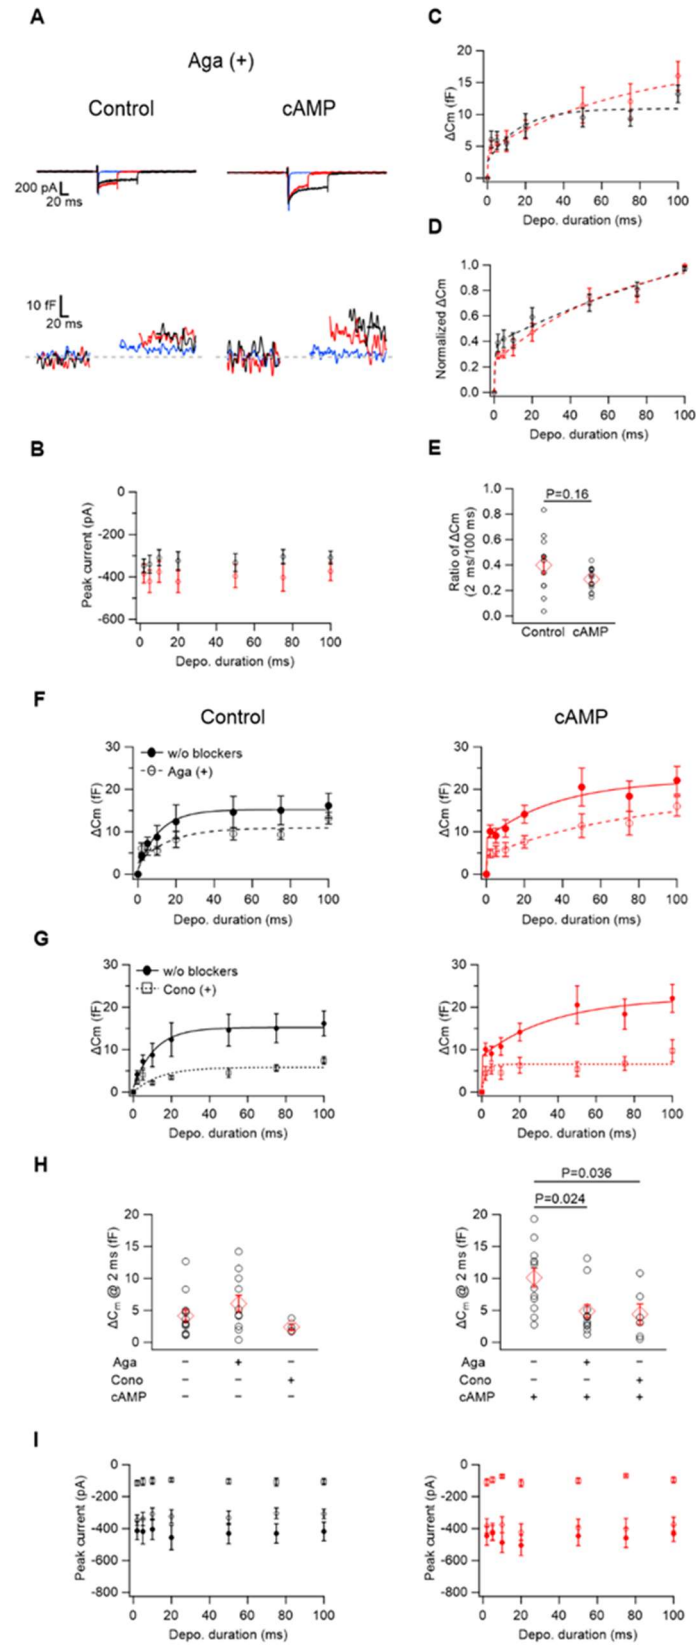 A
Aga (+)
Control
cAMP
200 pA
20 ms
10 fF
20 ms
B
Peak current (pA)
0
-200
-400
-600
0 20 40 60 80 100
Depo. duration (ms)
C
ΔCm (fF)
20
15
10
5
0
0 20 40 60 80 100
Depo. duration (ms)
D
Normalized ΔCm
1.0
0.8
0.6
0.4
0.2
0.0
0 20 40 60 80 100
Depo. duration (ms)
E
Ratio of ΔCm
(2 ms/100 ms)
1.0
0.8
0.6
0.4
0.2
0.0
P=0.16
Control cAMP
F
Control
ΔCm (fF)
30
20
10
0
w/o blockers
Aga (+)
0 20 40 60 80 100
Depo. duration (ms)
cAMP
ΔCm (fF)
30
20
10
0
0 20 40 60 80 100
Depo. duration (ms)
G
ΔCm (fF)
30
20
10
0
w/o blockers
Cono (+)
0 20 40 60 80 100
Depo. duration (ms)
ΔCm (fF)
30
20
10
0
0 20 40 60 80 100
Depo. duration (ms)
H
ΔCm @ 2 ms (fF)
20
15
10
5
0
Aga − + −
Cono − − +
cAMP − − −
P=0.036
P=0.024
ΔCm @ 2 ms (fF)
20
15
10
5
0
Aga − + −
Cono − − +
cAMP + + +
I
Peak current (pA)
0
-200
-400
-600
-800
0 20 40 60 80 100
Depo. duration (ms)
Peak current (pA)
0
-200
-400
-600
-800
0 20 40 60 80 100
Depo. duration (ms)